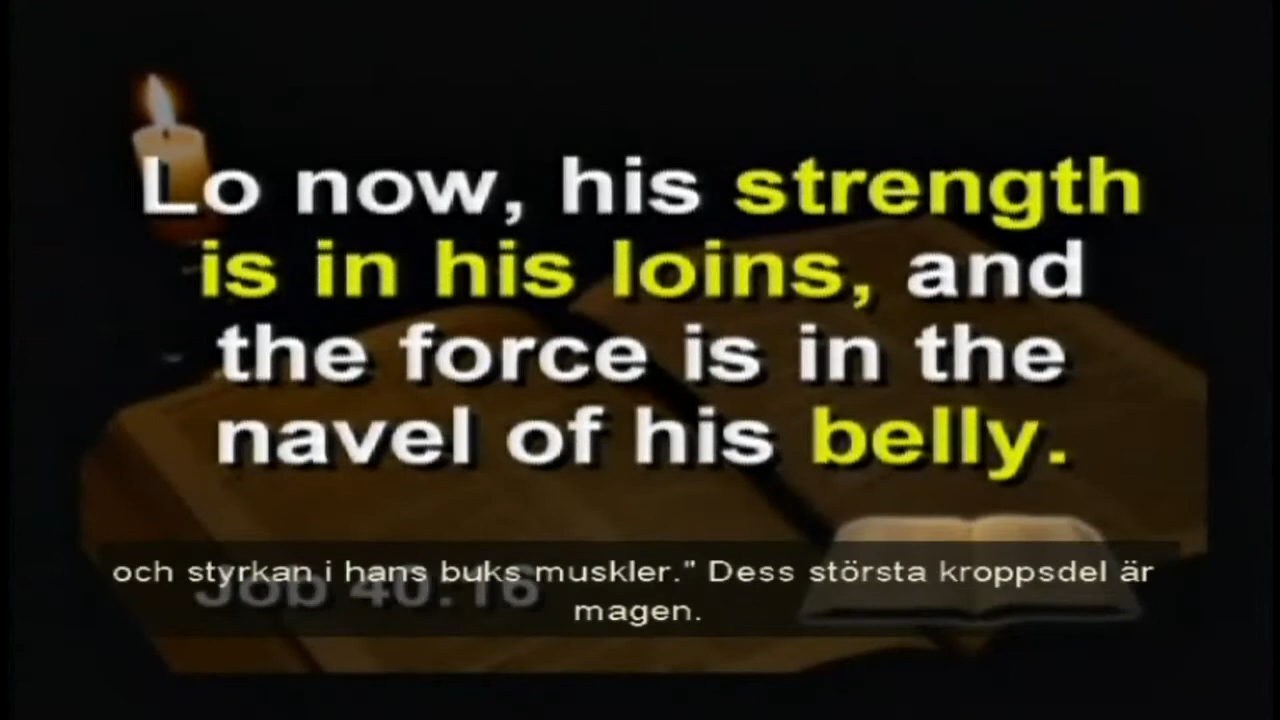 Lo now, his strength
is in his loins, and
the force is in the
navel of his belly.
och styrkan i hans buks muskler." Dess största kroppsdel är
magen.
Job 40:16